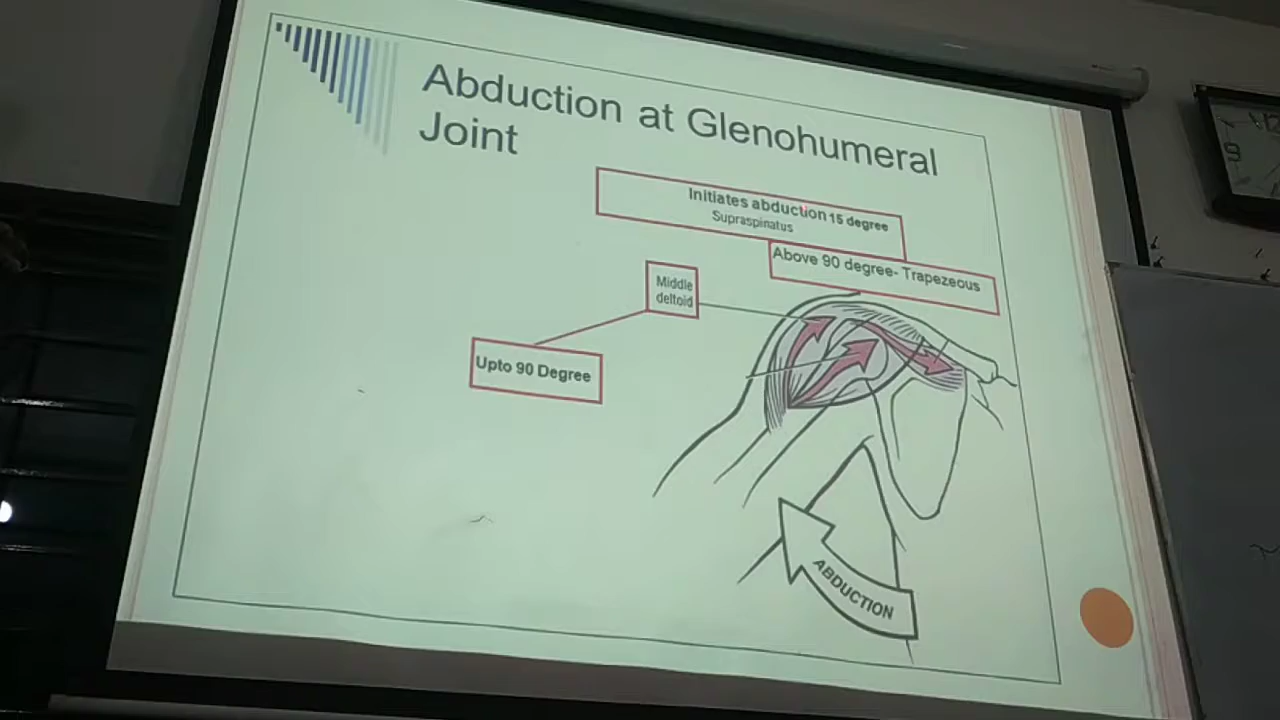 Abduction at Glenohumeral
Joint
Initiates abduction 15 degree
Supraspinatus
Above 90 degree- Trapezeous
Middle
deltoid
Upto 90 Degree
ABDUCTION
9